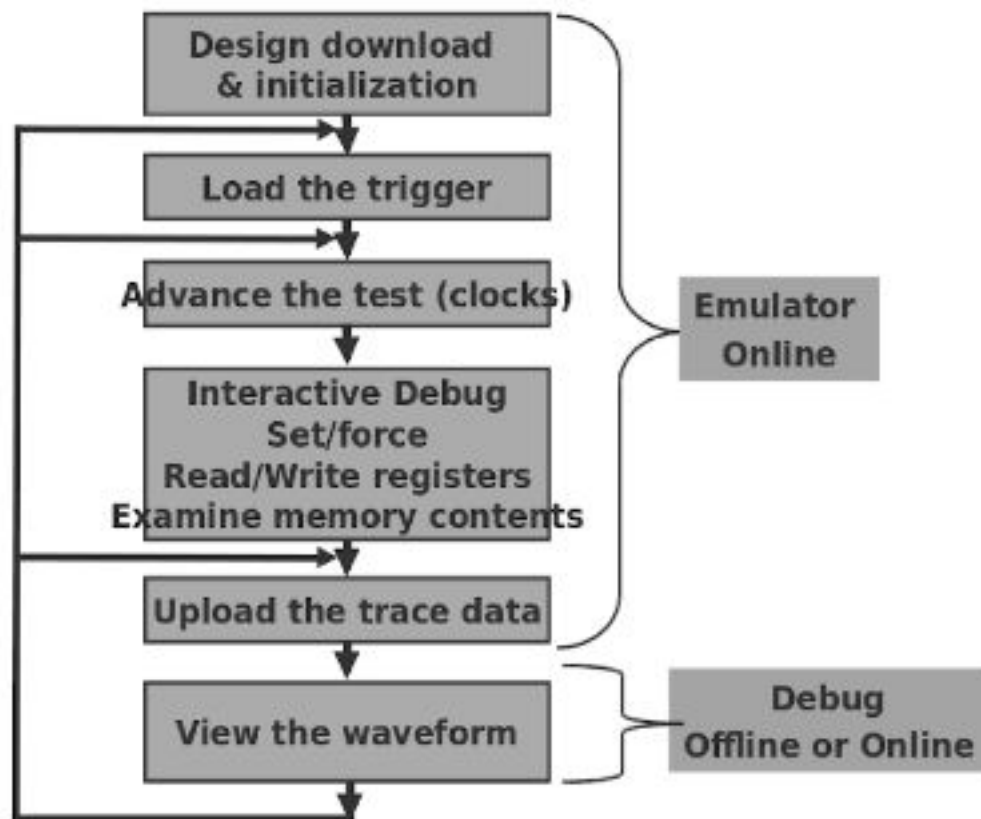 Design download
& initialization
Load the trigger
Advance the test (clocks)
Interactive Debug
Set/force
Read/Write registers
Examine memory contents
Upload the trace data
View the waveform
Emulator
Online
Debug
Offline or Online